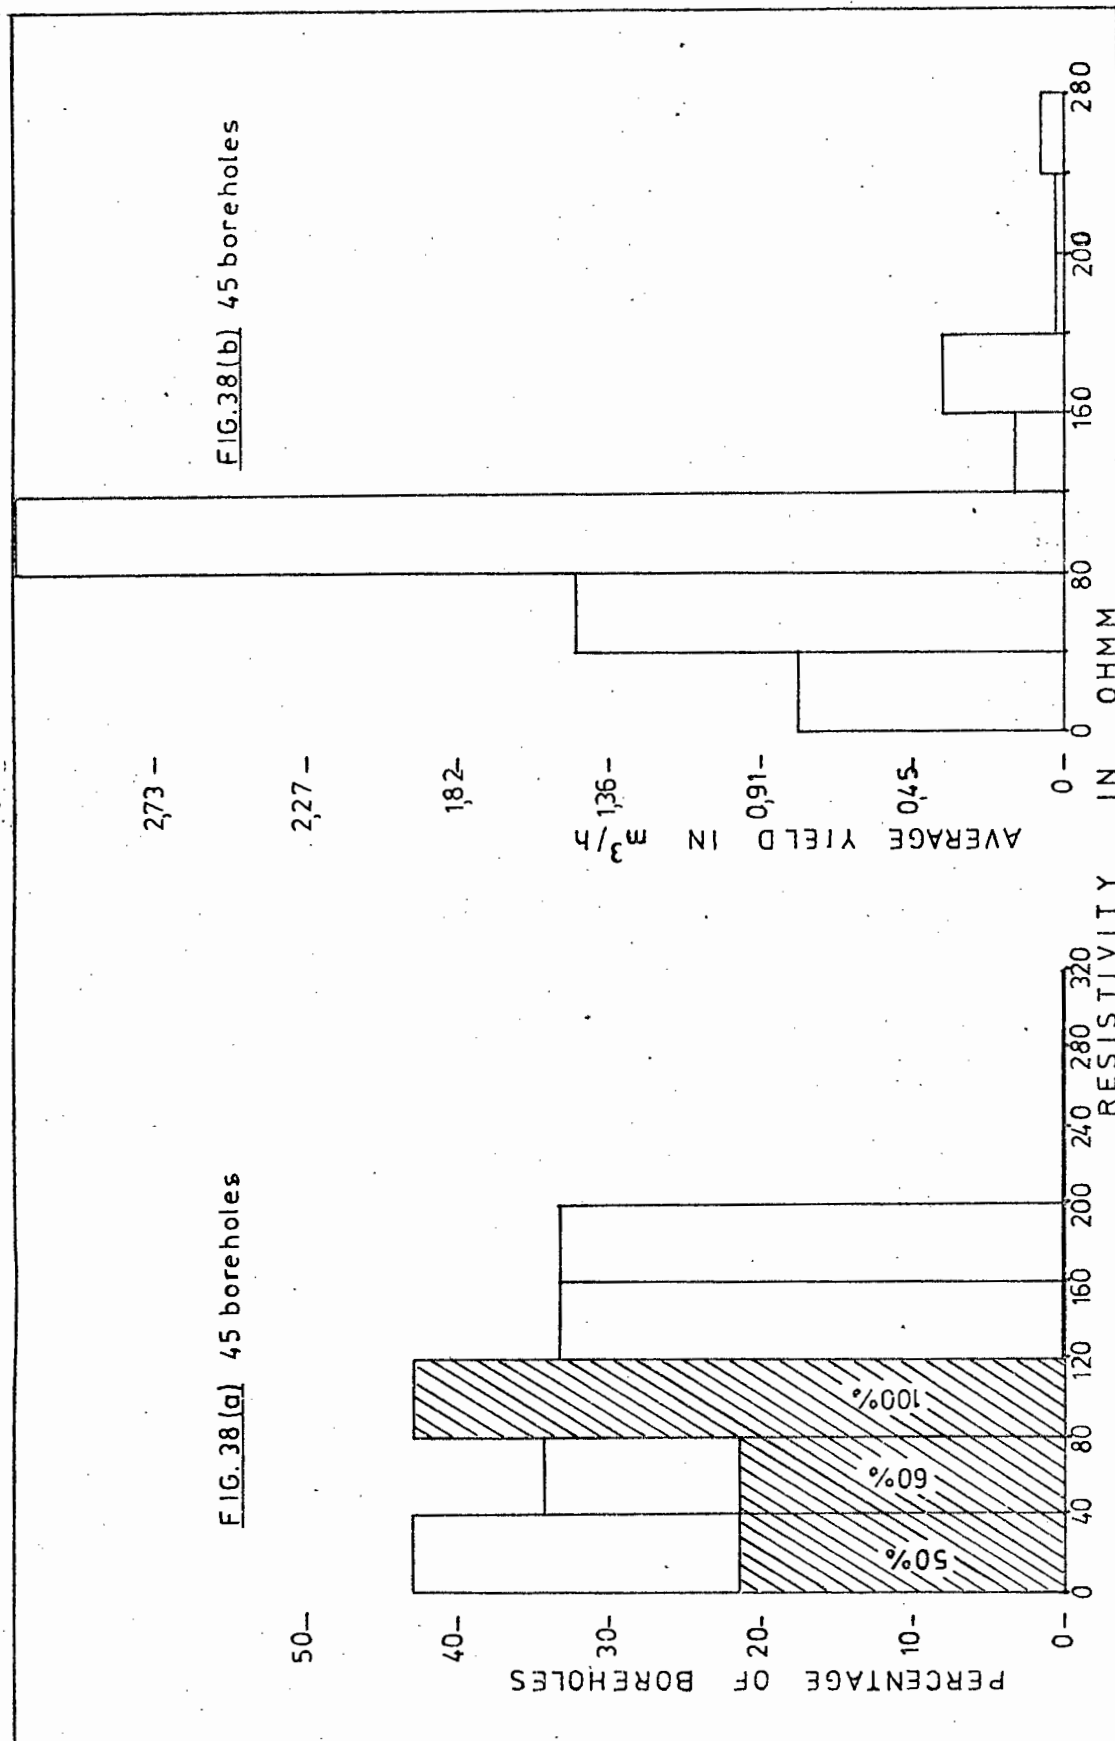 FIG. 38 (a) 45 boreholes
PERCENTAGE OF BOREHOLES
50-
40-
30-
20-
10-
0-
50%
60%
100%
0 40 80 120 160 200 240 280 320
FIG.38(b) 45 boreholes
AVERAGE YIELD IN m³/h
2,73 -
2,27 -
1,82-
1,36-
0,91-
0,45-
0 -
0 80 160 200 280
RESISTIVITY IN OHMM